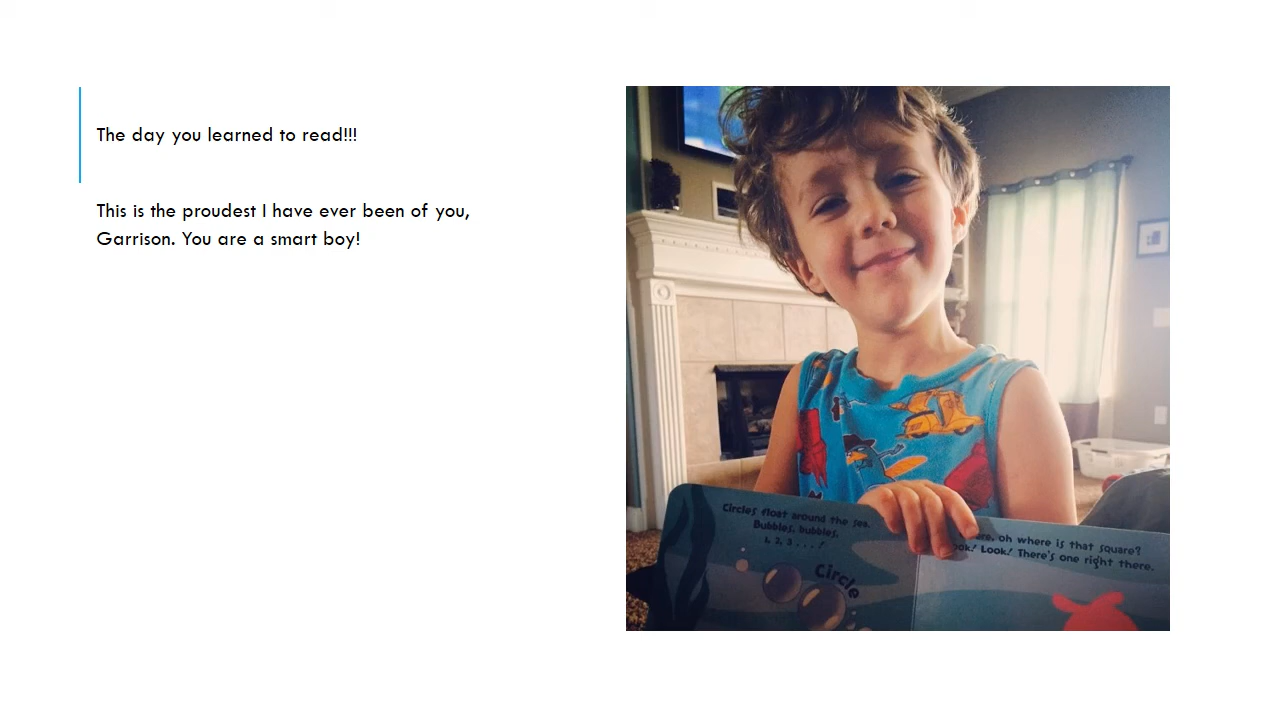 The day you learned to read!!!
This is the proudest I have ever been of you,
Garrison. You are a smart boy!
Circles float around the sea.
Bubbles, bubbles,
1, 2, 3 . . . !
Circle
oh where is that square?
Look! There's one right there.